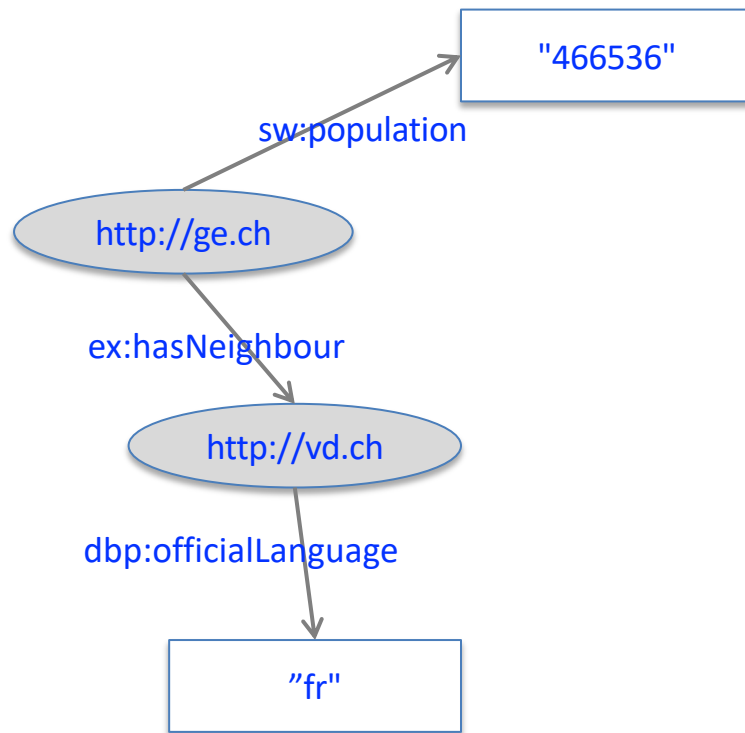 "466536"
sw:population
http://ge.ch
ex:hasNeighbour
http://vd.ch
dbp:officialLanguage
”fr"